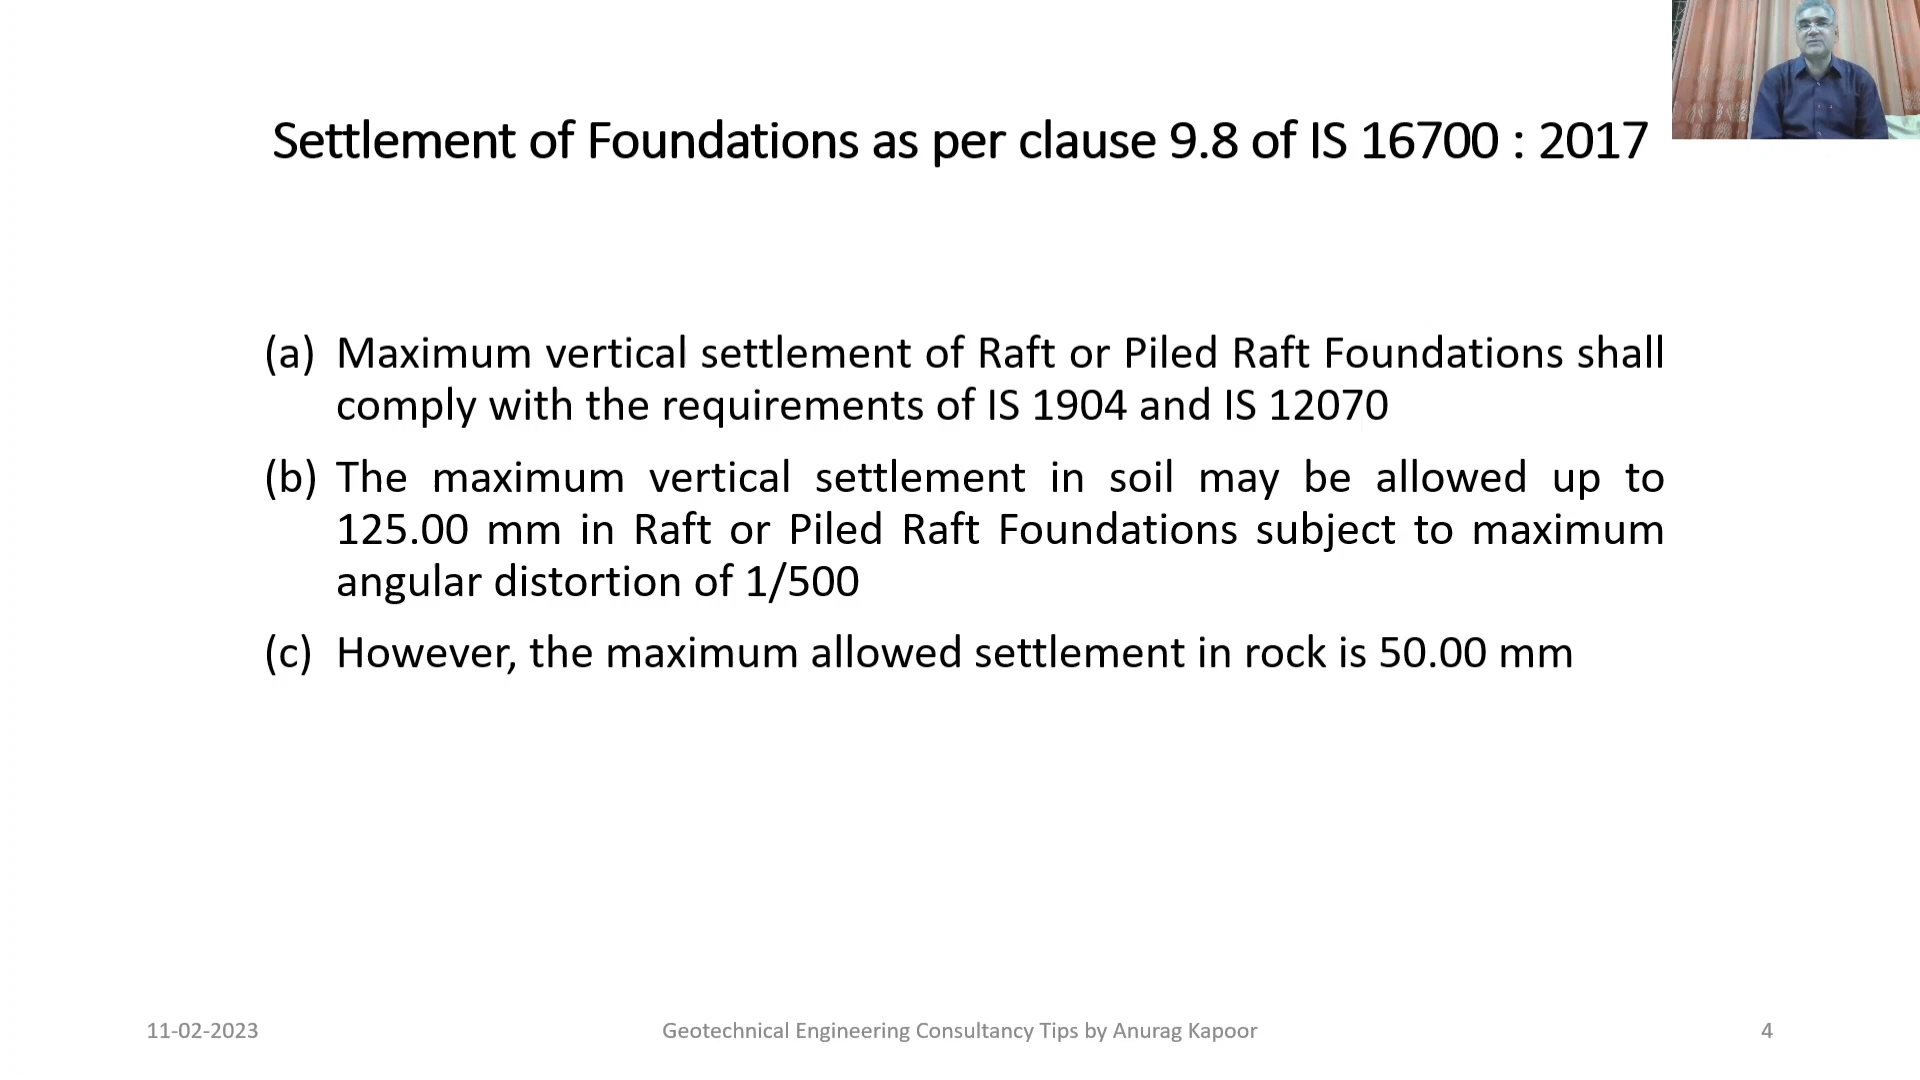 Settlement of Foundations as per clause 9.8 of IS 16700 : 2017
(a) Maximum vertical settlement of Raft or Piled Raft Foundations shall
comply with the requirements of IS 1904 and IS 12070
(b) The maximum vertical settlement in soil may be allowed up to
125.00 mm in Raft or Piled Raft Foundations subject to maximum
angular distortion of 1/500
(c) However, the maximum allowed settlement in rock is 50.00 mm
11-02-2023
Geotechnical Engineering Consultancy Tips by Anurag Kapoor
4